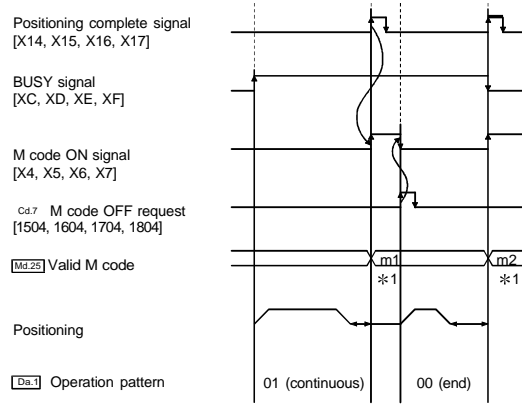 Positioning complete signal
[X14, X15, X16, X17]
BUSY signal
[XC, XD, XE, XF]
M code ON signal
[X4, X5, X6, X7]
Cd.7 M code OFF request
[1504, 1604, 1704, 1804]
Md.25 Valid M code
m1
m2
*1
*1
Positioning
Da.1 Operation pattern
01 (continuous)
00 (end)